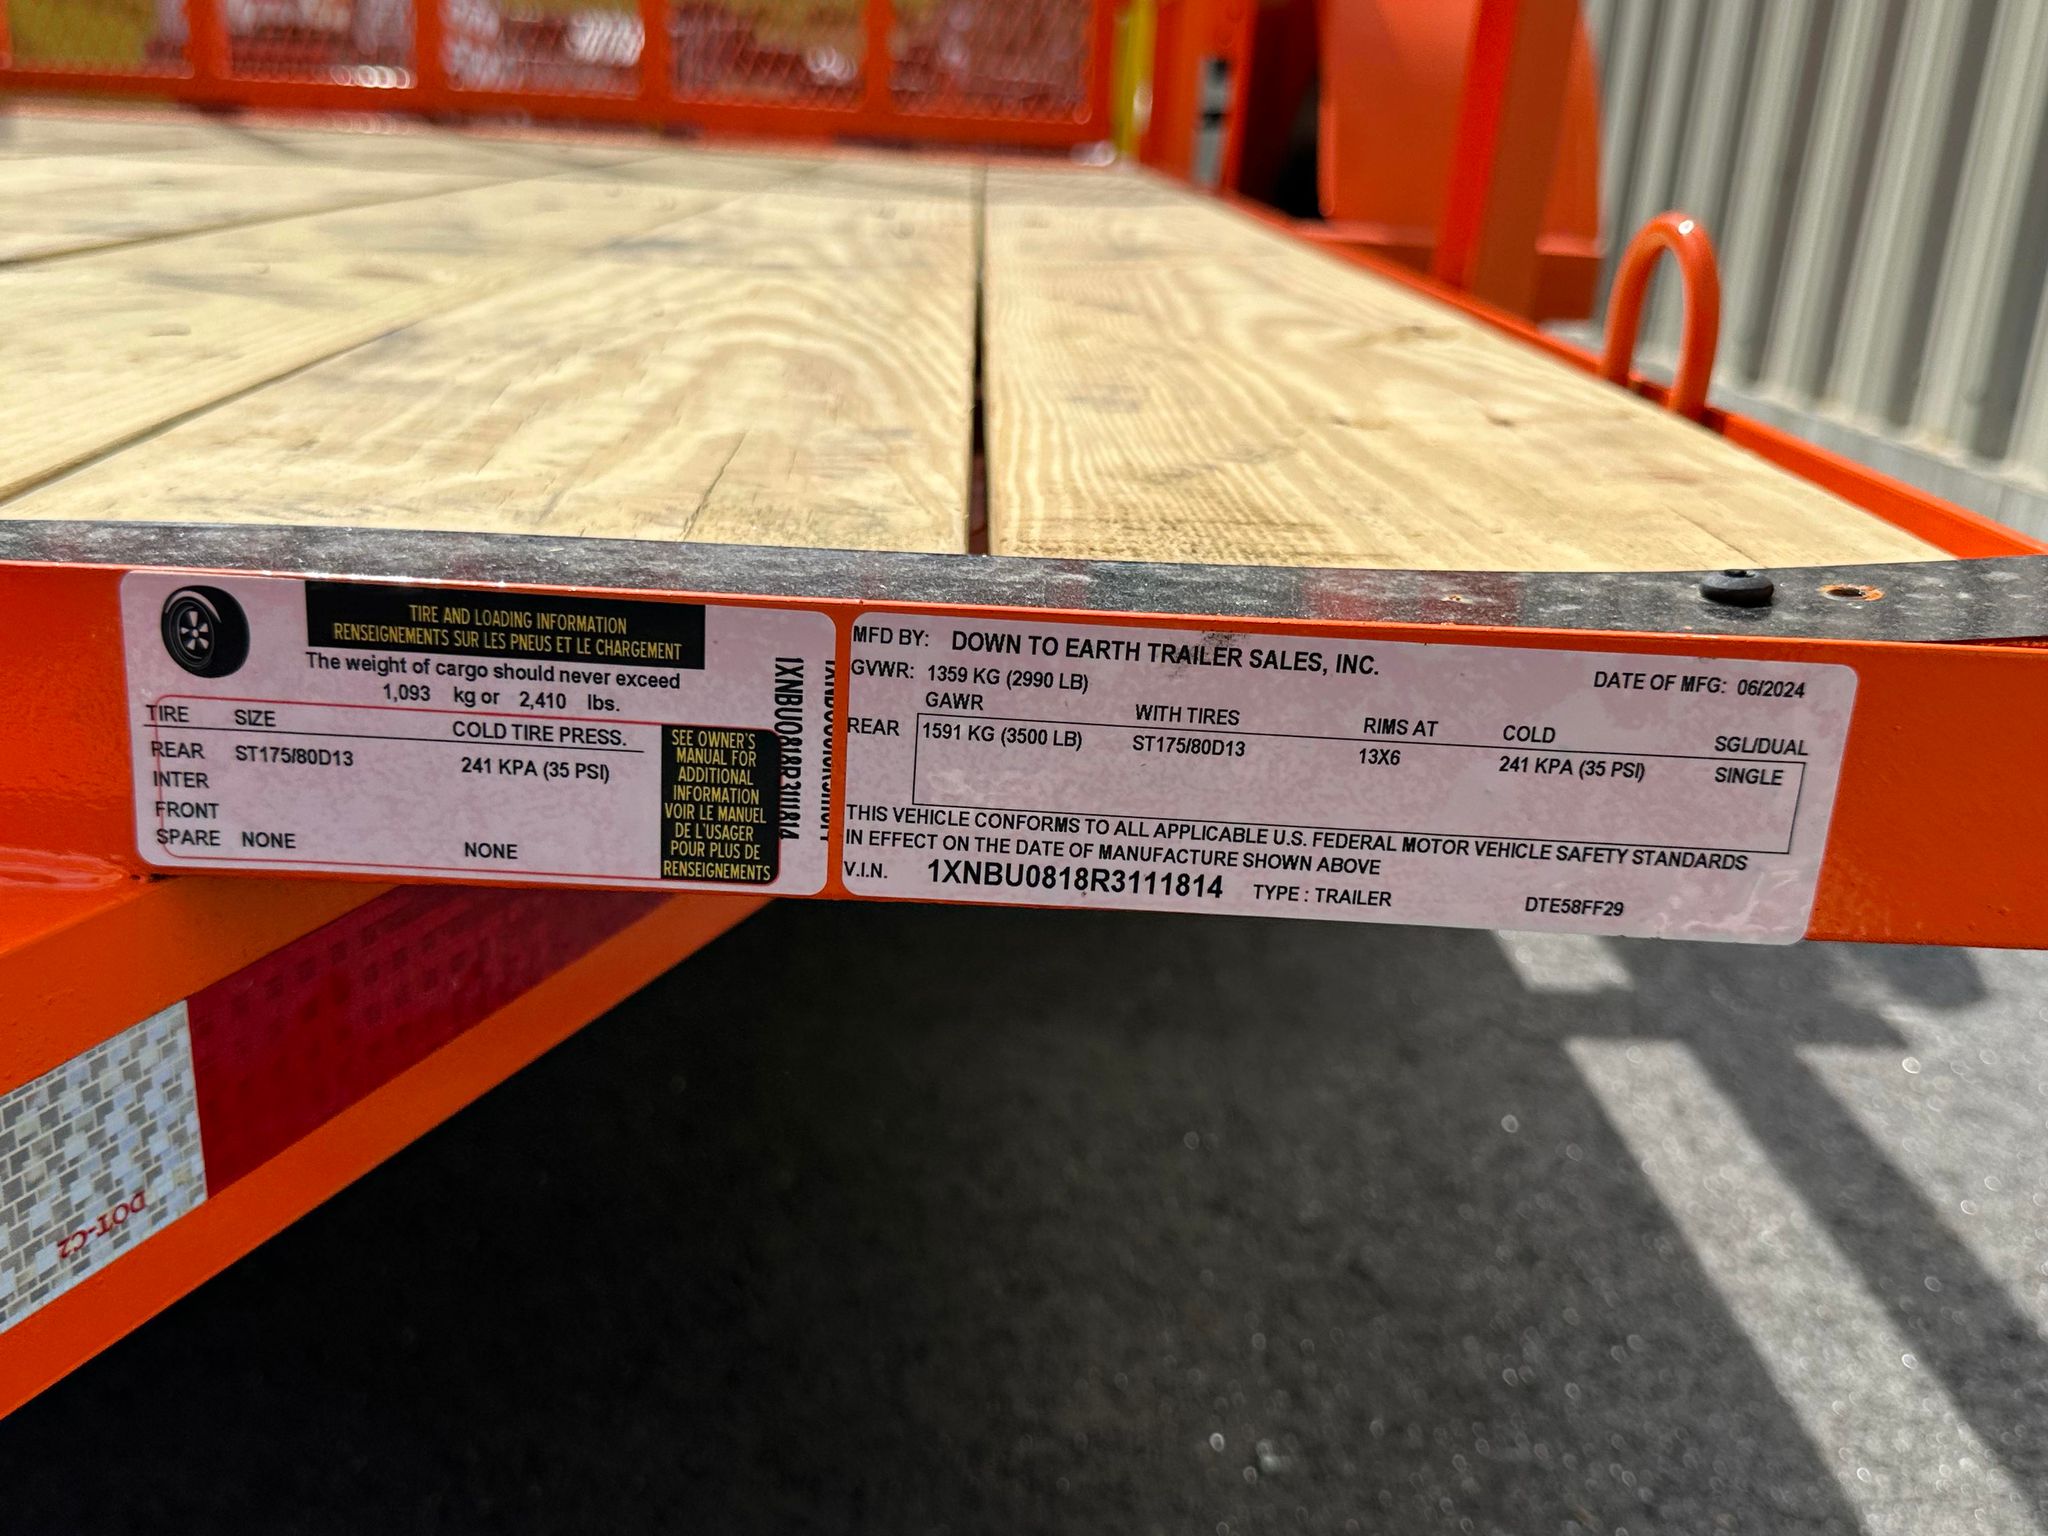 TIRE AND LOADING INFORMATION
RENSEIGNEMENTS SUR LES PNEUS ET LE CHARGEMENT
The weight of cargo should never exceed
1,093 kg or 2,410 lbs.
TIRE SIZE COLD TIRE PRESS.
REAR ST175/80D13 241 KPA (35 PSI)
INTER
FRONT
SPARE NONE NONE
SEE OWNER'S
MANUAL FOR
ADDITIONAL
INFORMATION
VOIR LE MANUEL
DE L'USAGER
POUR PLUS DE
RENSEIGNEMENTS
1XNBU0818R3111814
MFD BY: DOWN TO EARTH TRAILER SALES, INC.
DATE OF MFG: 06/2024
GVWR: 1359 KG (2990 LB)
GAWR WITH TIRES RIMS AT COLD SGL/DUAL
REAR 1591 KG (3500 LB) ST175/80D13 13X6 241 KPA (35 PSI) SINGLE
THIS VEHICLE CONFORMS TO ALL APPLICABLE U.S. FEDERAL MOTOR VEHICLE SAFETY STANDARDS
IN EFFECT ON THE DATE OF MANUFACTURE SHOWN ABOVE
V.I.N. 1XNBU0818R3111814 TYPE : TRAILER DTE58FF29
DOT-C2